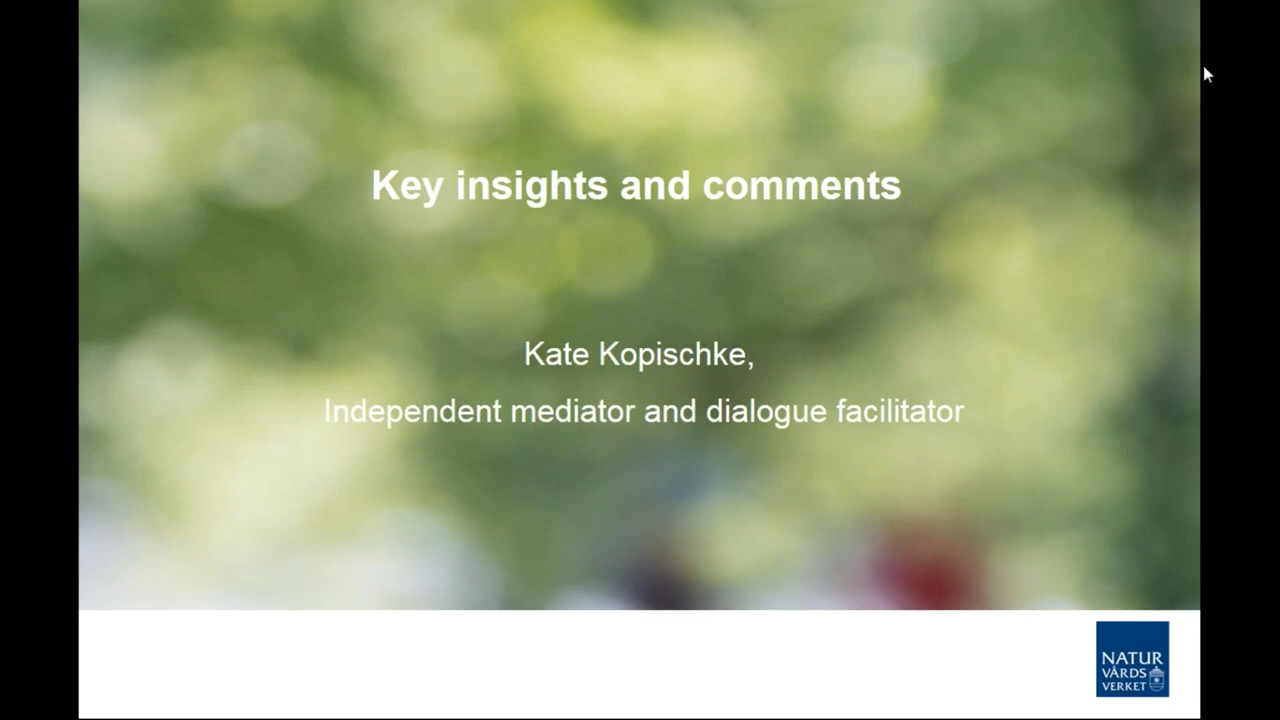 Key insights and comments
Kate Kopischke,
Independent mediator and dialogue facilitator
NATUR
VÅRDS
VERKET